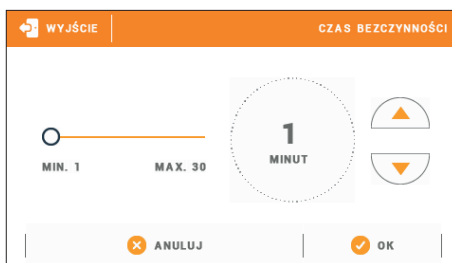 WYJŚCIE
CZAS BEZCZYNNOŚCI
1
MINUT
MIN. 1
MAX. 30
ANULUJ
OK